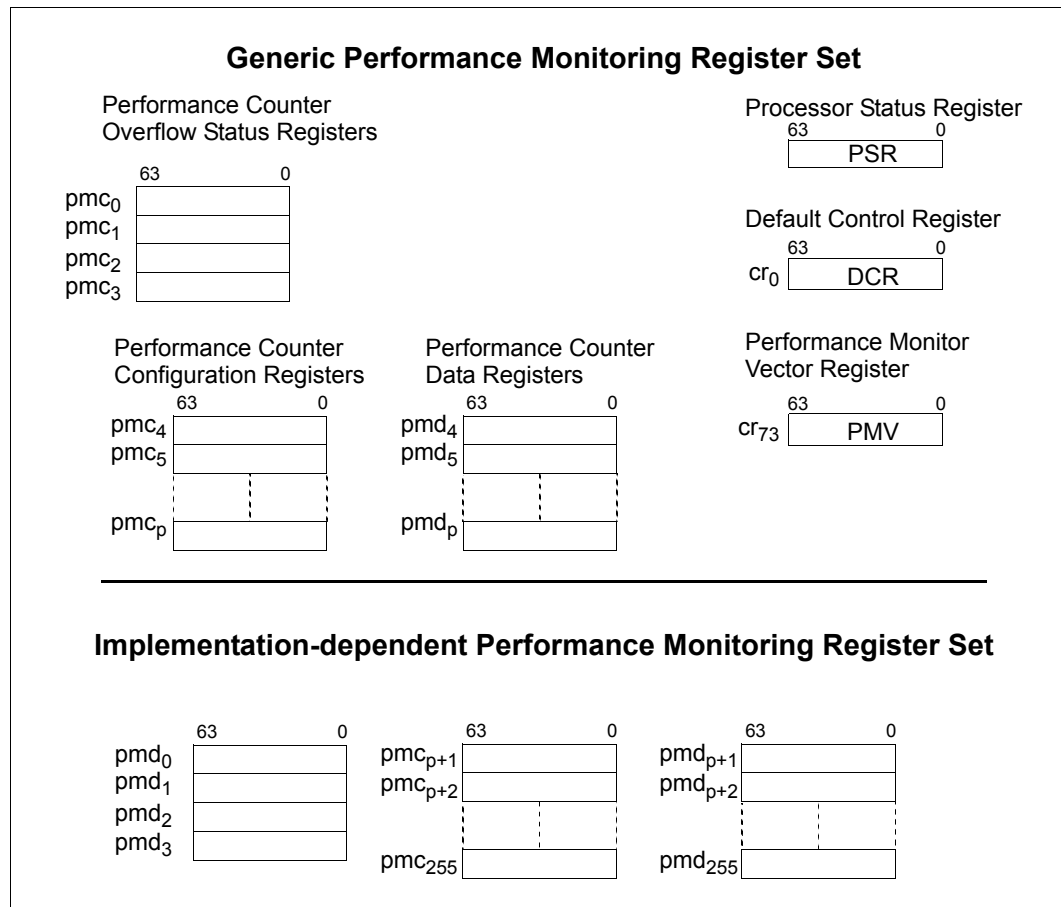 Generic Performance Monitoring Register Set
Performance Counter
Overflow Status Registers
63 0
pmc0
pmc1
pmc2
pmc3
Processor Status Register
63 0
PSR
Default Control Register
63 0
cr0 DCR
Performance Counter
Configuration Registers
63 0
pmc4
pmc5
pmcp
Performance Counter
Data Registers
63 0
pmd4
pmd5
pmdp
Performance Monitor
Vector Register
63 0
cr73 PMV
Implementation-dependent Performance Monitoring Register Set
63 0
pmd0
pmd1
pmd2
pmd3
63 0
pmcp+1
pmcp+2
pmc255
63 0
pmdp+1
pmdp+2
pmd255